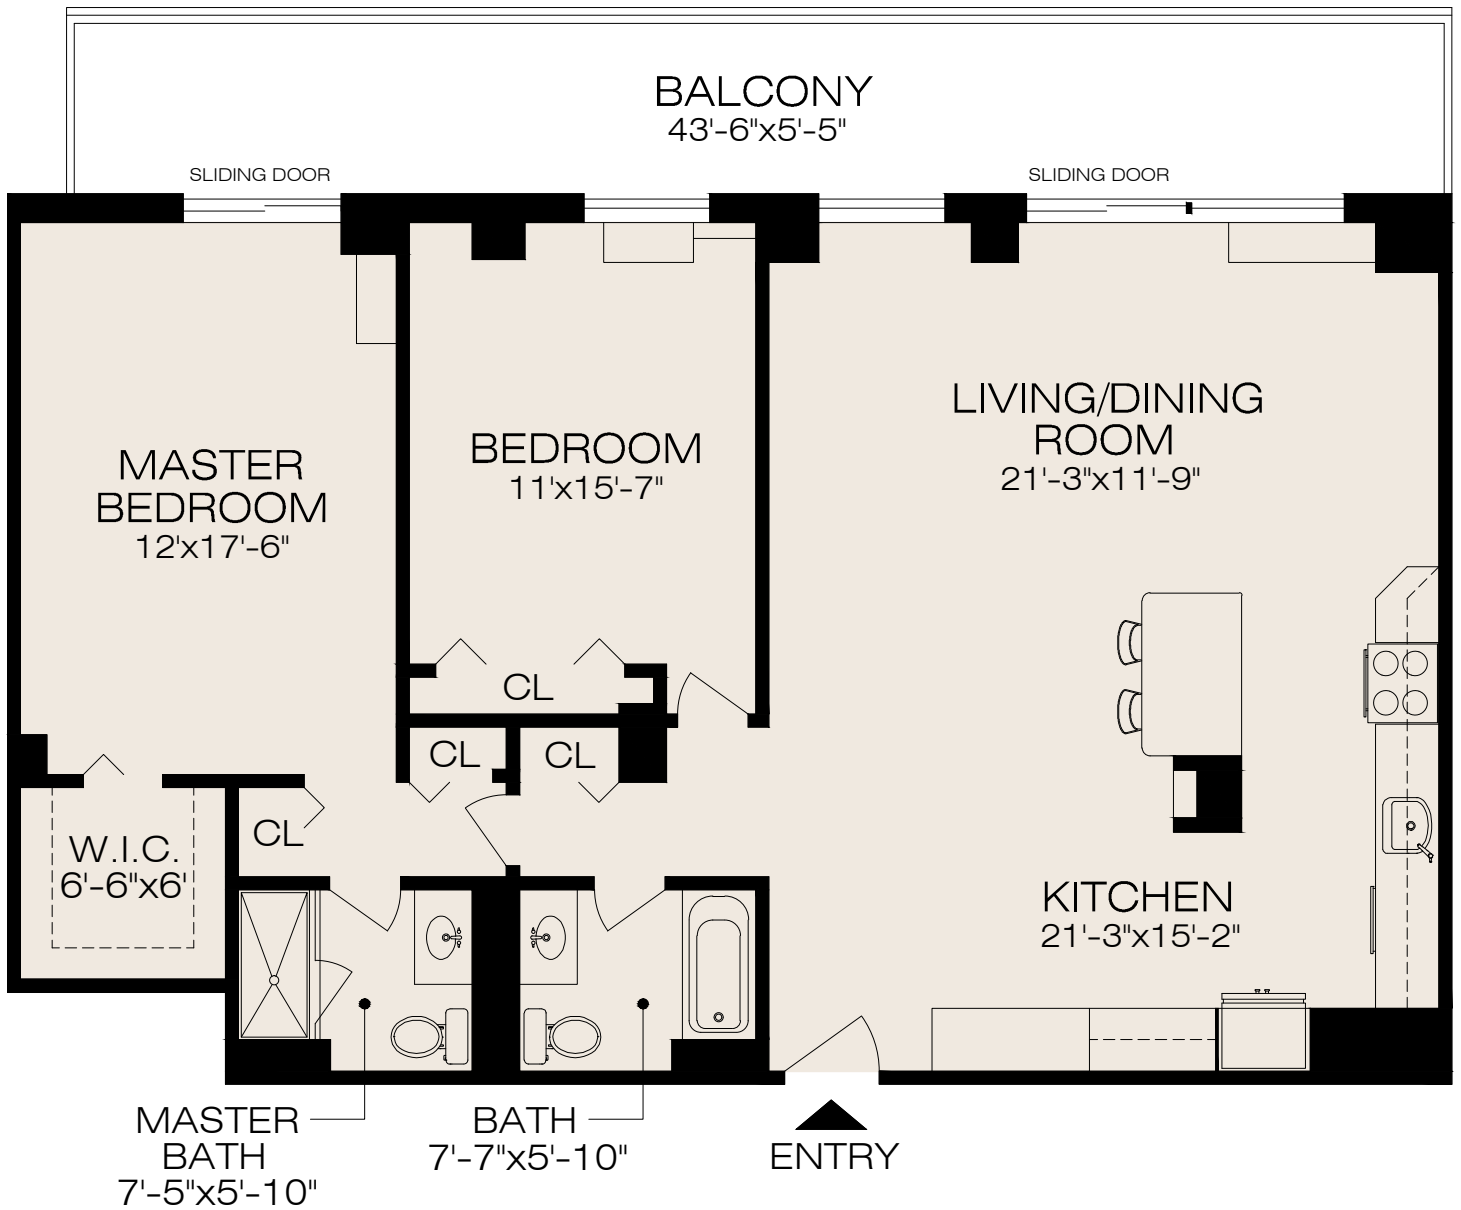 BALCONY
43'-6"x5'-5"
SLIDING DOOR
SLIDING DOOR
LIVING/DINING
ROOM
21'-3"x11'-9"
BEDROOM
11'x15'-7"
MASTER
BEDROOM
12'x17'-6"
CL
CL
CL
CL
W.I.C.
6'-6"x6'
KITCHEN
21'-3"x15'-2"
MASTER
BATH
7'-5"x5'-10"
BATH
7'-7"x5'-10"
ENTRY